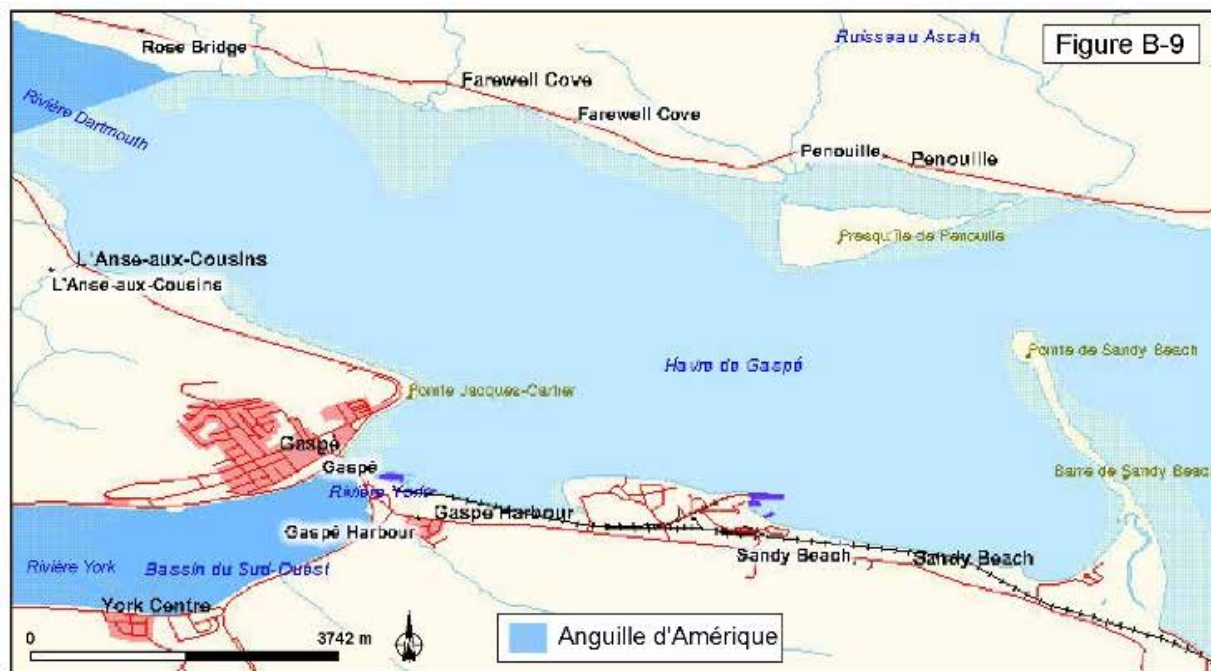 Figure B-9
Ruisseau Ascah
Rose Bridge
Farewell Cove
Farewell Cove
Rivière Dartmouth
Penouille
Penouille
Presqu'île de Penouille
L'Anse-aux-Cousins
L'Anse-aux-Cousins
Pointe de Sandy Beach
Havre de Gaspé
Pointe Jacques-Cartier
Gaspé
Gaspé
Barre de Sandy Beach
Rivière York
Gaspé Harbour
Gaspé Harbour
Sandy Beach
Sandy Beach
Rivière York
Bassin du Sud-Ouest
York Centre
0
3742 m
Anguille d'Amérique